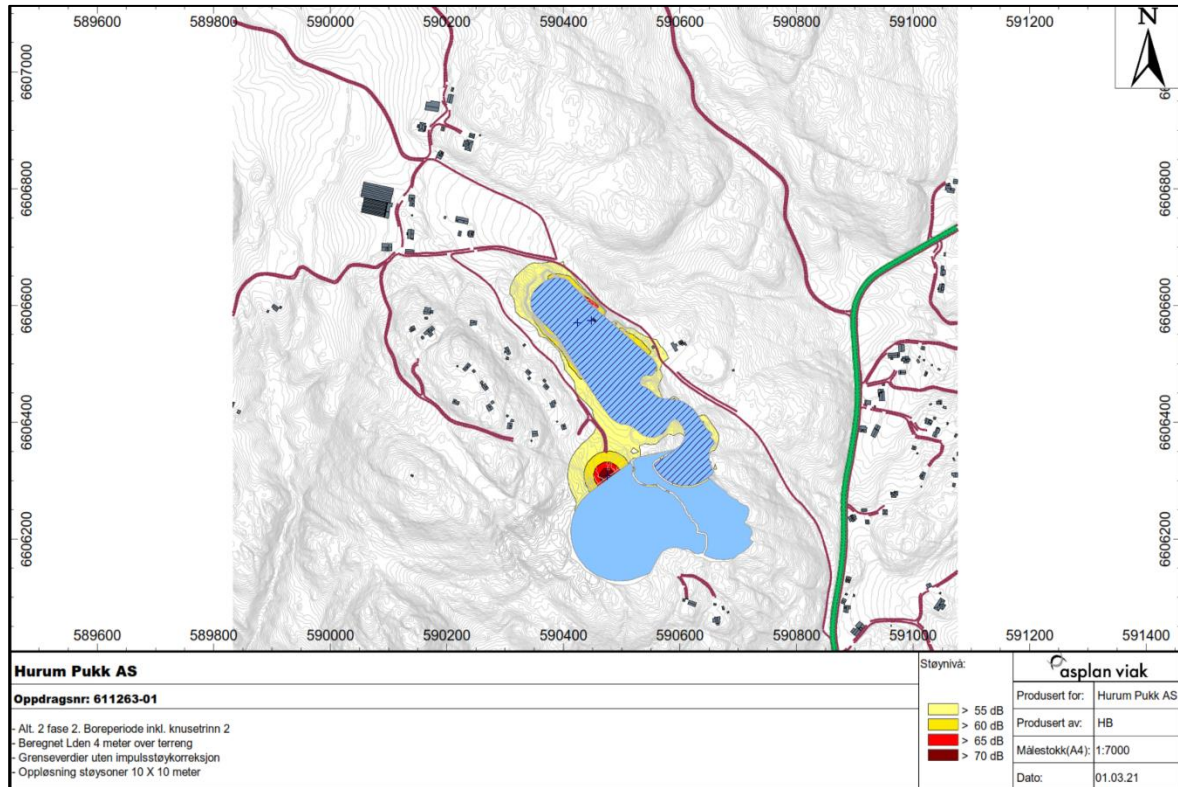 589600 589800 590000 590200 590400 590600 590800 591000 591200
N
6607000
6606800 6606800
6606600 6606600
6606400 6606400
6606200 6606200
589600 589800 590000 590200 590400 590600 590800 591000 591200 591400
Hurum Pukk AS
Oppdragsnr: 611263-01
- Alt. 2 fase 2. Boreperiode inkl. knusetrinn 2
- Beregnet Lden 4 meter over terreng
- Grenseverdier uten impulsstøykorreksjon
- Oppløsning støysoner 10 X 10 meter
Støynivå:
> 55 dB
> 60 dB
> 65 dB
> 70 dB
asplan viak
Produsert for: Hurum Pukk AS
Produsert av: HB
Målestokk(A4): 1:7000
Dato: 01.03.21